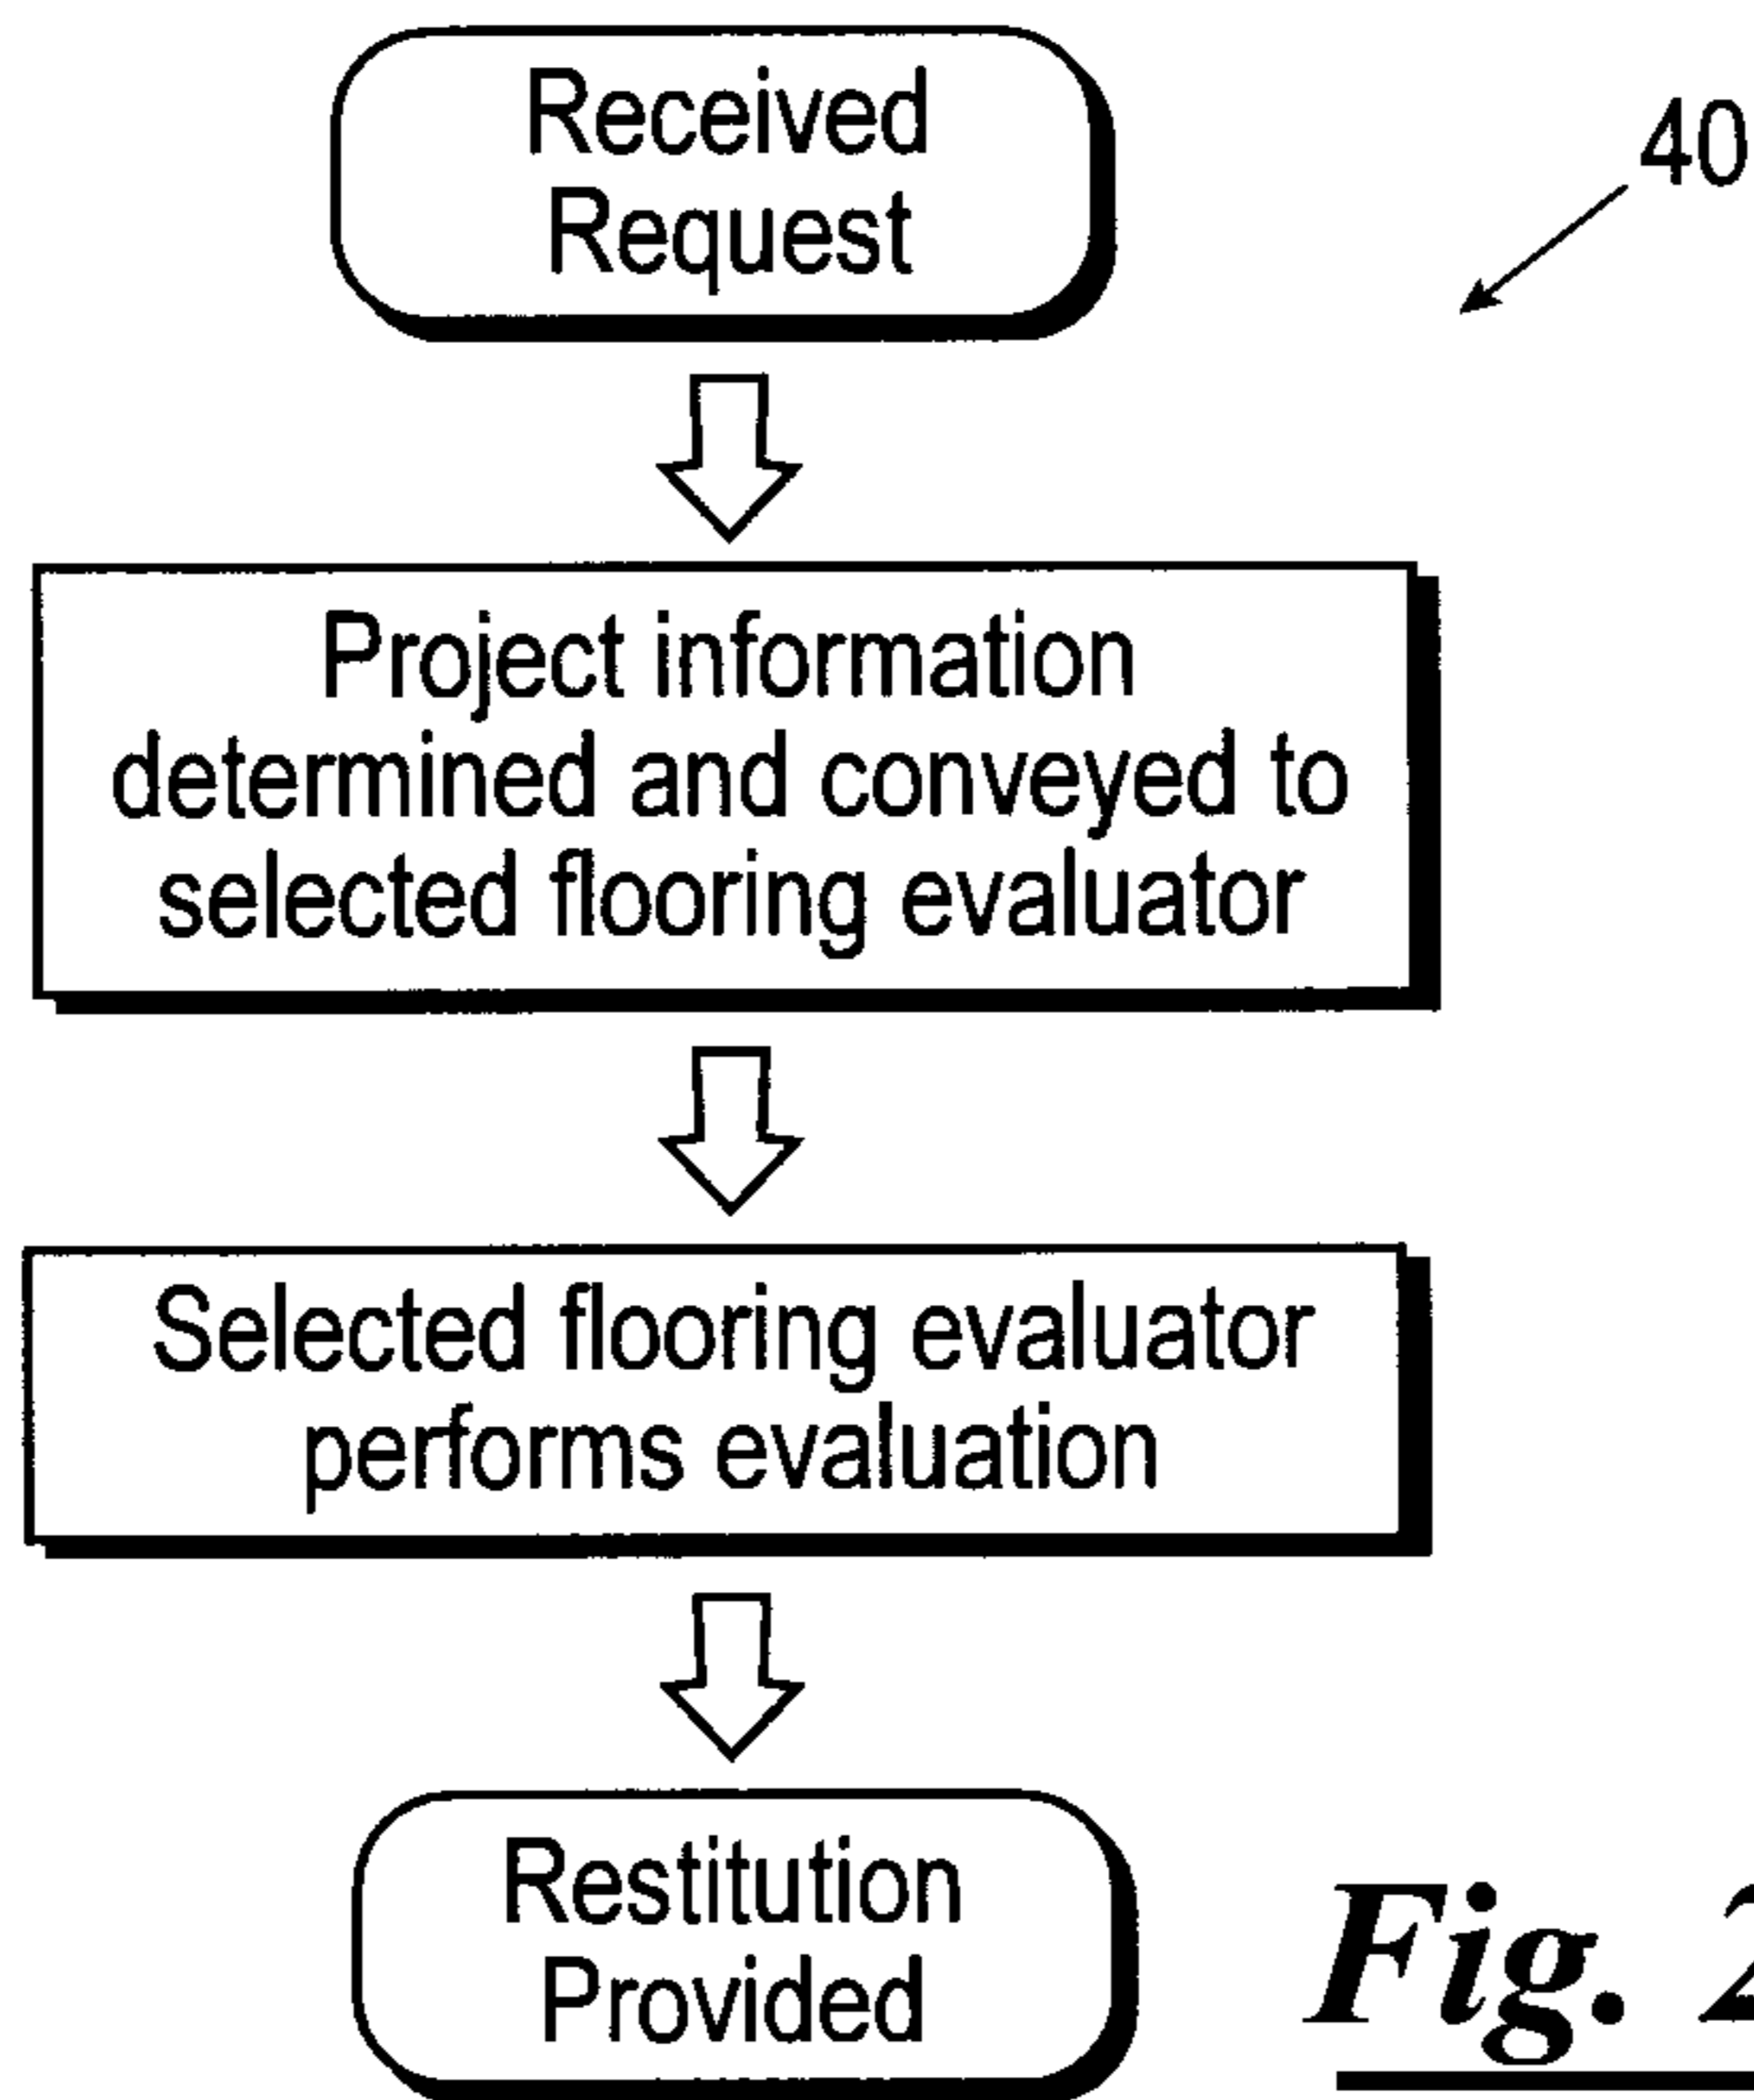 Received
Request
40
Project information
determined and conveyed to
selected flooring evaluator
Selected flooring evaluator
performs evaluation
Restitution
Provided
Fig. 2